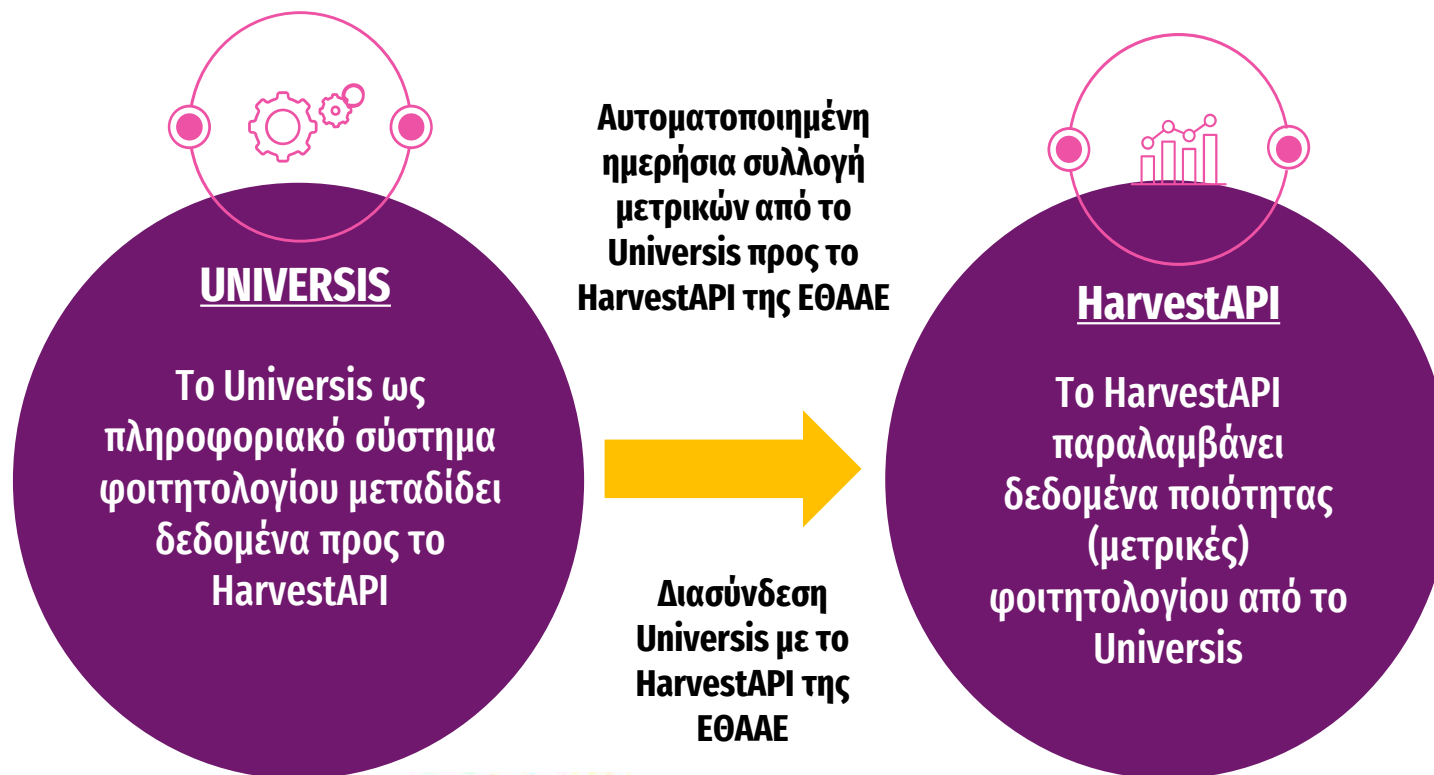 UNIVERSIS
Το Universis ως
πληροφοριακό σύστημα
φοιτητολογίου μεταδίδει
δεδομένα προς το
HarvestAPI
Αυτοματοποιημένη
ημερήσια συλλογή
μετρικών από το
Universis προς το
HarvestAPI της ΕΘΑΑΕ
Διασύνδεση
Universis με το
HarvestAPI της
ΕΘΑΑΕ
HarvestAPI
Το HarvestAPI
παραλαμβάνει
δεδομένα ποιότητας
(μετρικές)
φοιτητολογίου από το
Universis